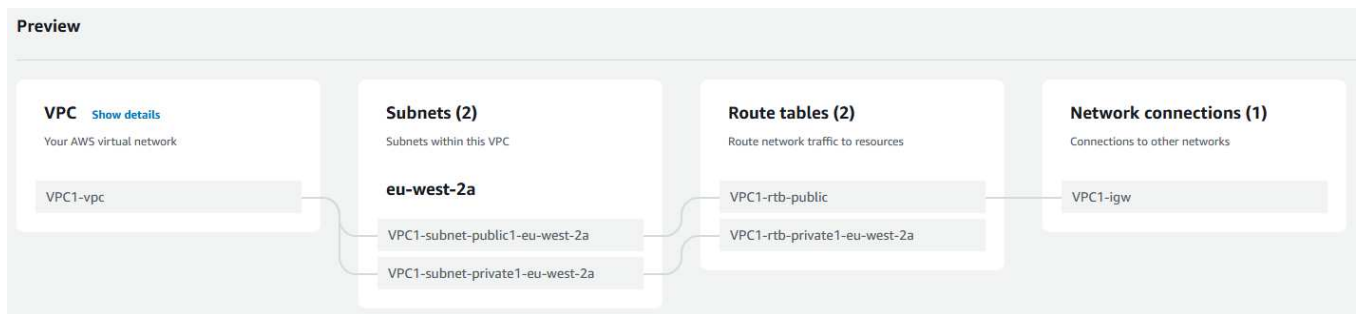 Preview
VPC Show details
Your AWS virtual network
VPC1-vpc
Subnets (2)
Subnets within this VPC
eu-west-2a
VPC1-subnet-public1-eu-west-2a
VPC1-subnet-private1-eu-west-2a
Route tables (2)
Route network traffic to resources
VPC1-rtb-public
VPC1-rtb-private1-eu-west-2a
Network connections (1)
Connections to other networks
VPC1-igw